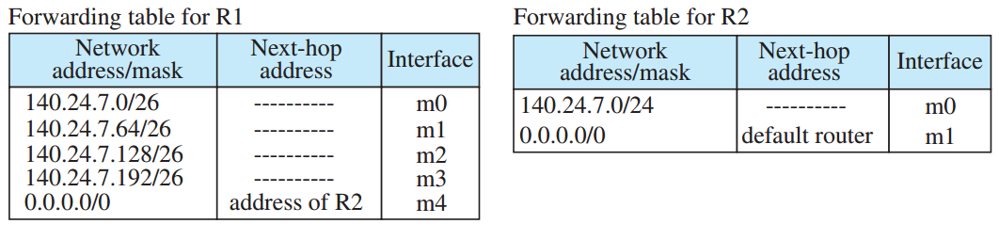 Forwarding table for R1
Network address/mask Next-hop address Interface
140.24.7.0/26 ---------- m0
140.24.7.64/26 ---------- m1
140.24.7.128/26 ---------- m2
140.24.7.192/26 ---------- m3
0.0.0.0/0 address of R2 m4
Forwarding table for R2
Network address/mask Next-hop address Interface
140.24.7.0/24 ---------- m0
0.0.0.0/0 default router m1